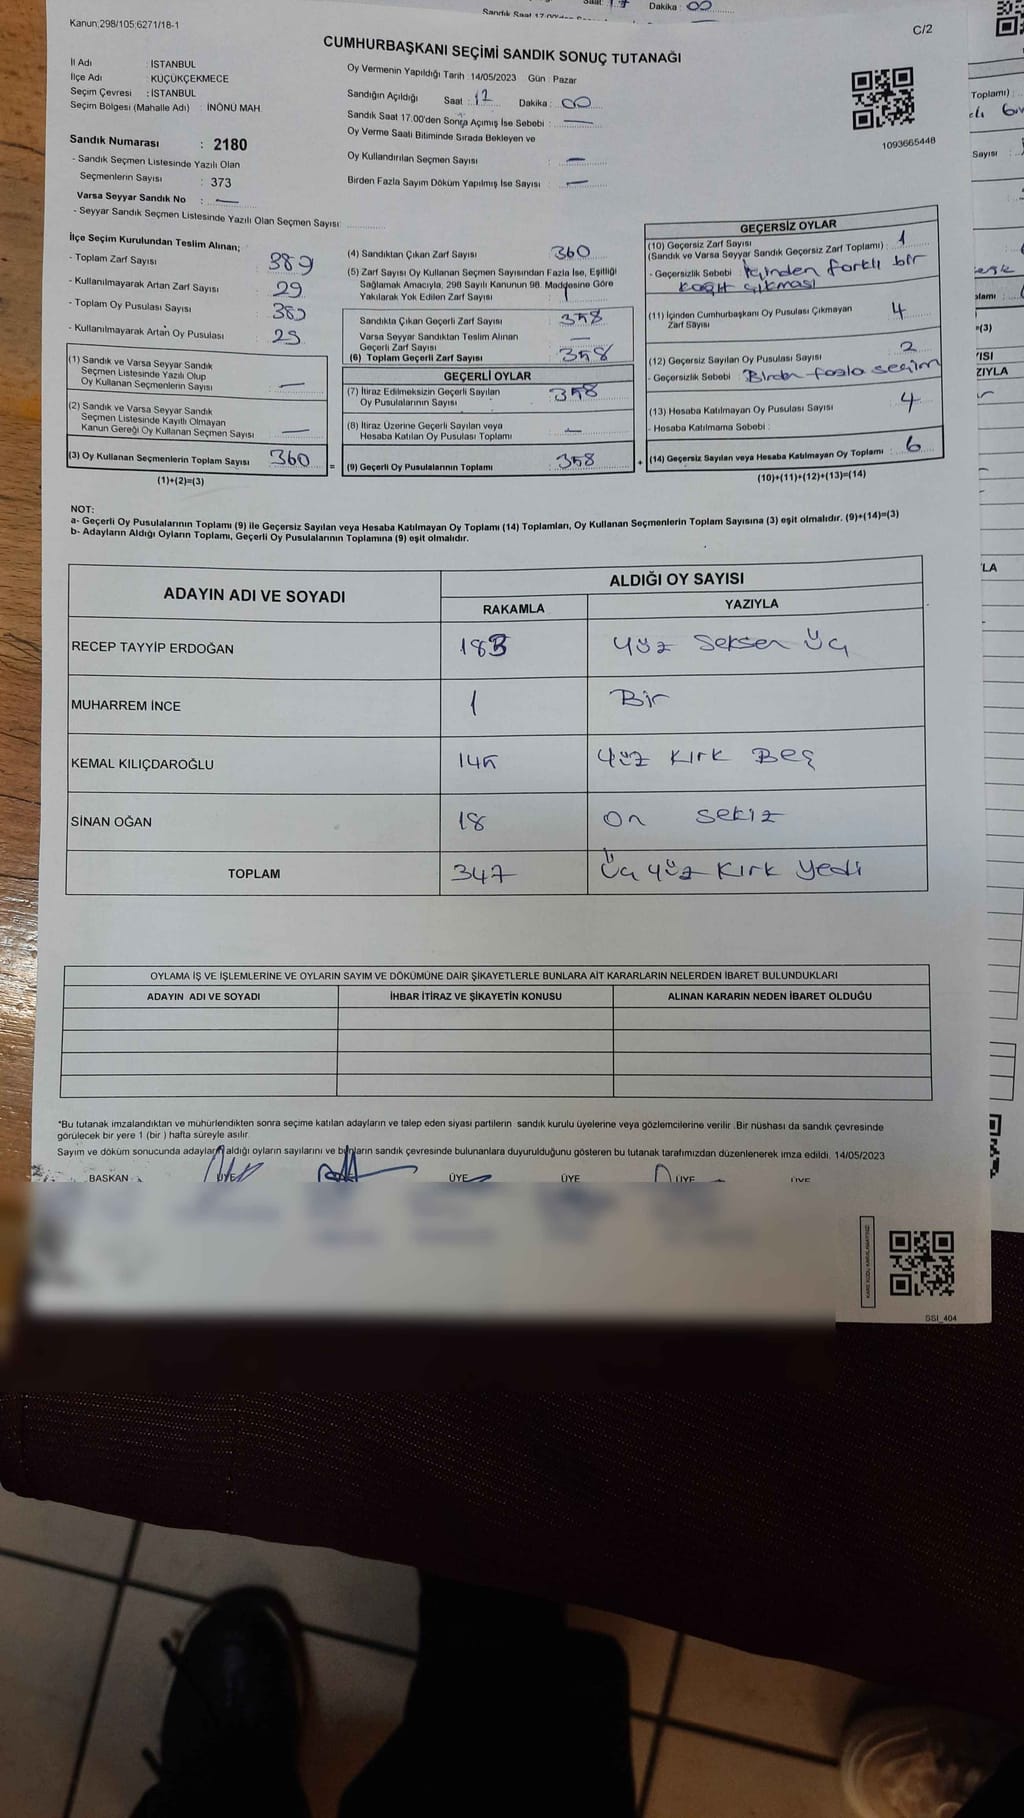 Kanun;298/105;6271/18-1
C/2
CUMHURBAŞKANI SEÇİMİ SANDIK SONUÇ TUTANAĞI
İl Adı : İSTANBUL
İlçe Adı : KÜÇÜKÇEKMECE
Seçim Çevresi : İSTANBUL
Seçim Bölgesi (Mahalle Adı) : İNÖNÜ MAH.
Oy Vermenin Yapıldığı Tarih : 14/05/2023 Gün : Pazar
Sandığın Açıldığı Saat : 17 Dakika : 00
Sandık Saat 17.00'den Sonra Açımış İse Sebebi : —
Oy Verme Saati Bitiminde Sırada Bekleyen ve
Oy Kullandırılan Seçmen Sayısı : —
Birden Fazla Sayım Döküm Yapılmış İse Sayısı : —
1093665448
Sandık Numarası : 2180
- Sandık Seçmen Listesinde Yazılı Olan
Seçmenlerin Sayısı : 373
Varsa Seyyar Sandık No : —
- Seyyar Sandık Seçmen Listesinde Yazılı Olan Seçmen Sayısı:
İlçe Seçim Kurulundan Teslim Alınan;
- Toplam Zarf Sayısı 389
- Kullanılmayarak Artan Zarf Sayısı 29
- Toplam Oy Pusulası Sayısı
- Kullanılmayarak Artan Oy Pusulası
(1) Sandık ve Varsa Seyyar Sandık
Seçmen Listesinde Yazılı Olup
Oy Kullanan Seçmenlerin Sayısı : —
(2) Sandık ve Varsa Seyyar Sandık
Seçmen Listesinde Kayıtlı Olmayan
Kanun Gereği Oy Kullanan Seçmen Sayısı —
(3) Oy Kullanan Seçmenlerin Toplam Sayısı 360
(1)+(2)=(3)
=
(4) Sandıktan Çıkan Zarf Sayısı 360
(5) Zarf Sayısı Oy Kullanan Seçmen Sayısından Fazla İse, Eşitliği
Sağlamak Amacıyla, 298 Sayılı Kanunun 98. Maddesine Göre
Yakılarak Yok Edilen Zarf Sayısı :
Sandıkta Çıkan Geçerli Zarf Sayısı 358
Varsa Seyyar Sandıktan Teslim Alınan
Geçerli Zarf Sayısı —
(6) Toplam Geçerli Zarf Sayısı 358
GEÇERLİ OYLAR
(7) İtiraz Edilmeksizin Geçerli Sayılan
Oy Pusulalarının Sayısı 358
(8) İtiraz Üzerine Geçerli Sayılan veya
Hesaba Katılan Oy Pusulası Toplamı : —
(9) Geçerli Oy Pusulalarının Toplamı : 358
+
GEÇERSİZ OYLAR
(10) Geçersiz Zarf Sayısı
(Sandık ve Varsa Seyyar Sandık Geçersiz Zarf Toplamı) : 1
- Geçersizlik Sebebi : İçinden farklı bir
kağıt çıkması
(11) İçinden Cumhurbaşkanı Oy Pusulası Çıkmayan
Zarf Sayısı 4
(12) Geçersiz Sayılan Oy Pusulası Sayısı 2
- Geçersizlik Sebebi : Birden fazla seçim
(13) Hesaba Katılmayan Oy Pusulası Sayısı 4
- Hesaba Katılmama Sebebi :
(14) Geçersiz Sayılan veya Hesaba Katılmayan Oy Toplamı : 6
(10)+(11)+(12)+(13)=(14)
NOT:
a- Geçerli Oy Pusulalarının Toplamı (9) ile Geçersiz Sayılan veya Hesaba Katılmayan Oy Toplamı (14) Toplamları, Oy Kullanan Seçmenlerin Toplam Sayısına (3) eşit olmalıdır. (9)+(14)=(3)
b- Adayların Aldığı Oyların Toplamı, Geçerli Oy Pusulalarının Toplamına (9) eşit olmalıdır.
ADAYIN ADI VE SOYADI
ALDIĞI OY SAYISI
RAKAMLA YAZIYLA
RECEP TAYYİP ERDOĞAN 183 Yüz Seksen Üç
MUHARREM İNCE 1 Bir
KEMAL KILIÇDAROĞLU 145 Yüz Kırk Beş
SİNAN OĞAN 18 On sekiz
TOPLAM 347 Üç yüz Kırk Yedi
OYLAMA İŞ VE İŞLEMLERİNE VE OYLARIN SAYIM VE DÖKÜMÜNE DAİR ŞİKAYETLERLE BUNLARA AİT KARARLARIN NELERDEN İBARET BULUNDUKLARI
ADAYIN ADI VE SOYADI İHBAR İTİRAZ VE ŞİKAYETİN KONUSU ALINAN KARARIN NEDEN İBARET OLDUĞU
*Bu tutanak imzalandıktan ve mühürlendikten sonra seçime katılan adayların ve talep eden siyasi partilerin sandık kurulu üyelerine veya gözlemcilerine verilir .Bir nüshası da sandık çevresinde
görülecek bir yere 1 (bir ) hafta süreyle asılır.
Sayım ve döküm sonucunda adayların aldığı oyların sayılarını ve bunların sandık çevresinde bulunanlara duyurulduğunu gösteren bu tutanak tarafımızdan düzenlenerek imza edildi. 14/05/2023
BAŞKAN ÜYE ÜYE ÜYE ÜYE ÜYE
SSİ_404